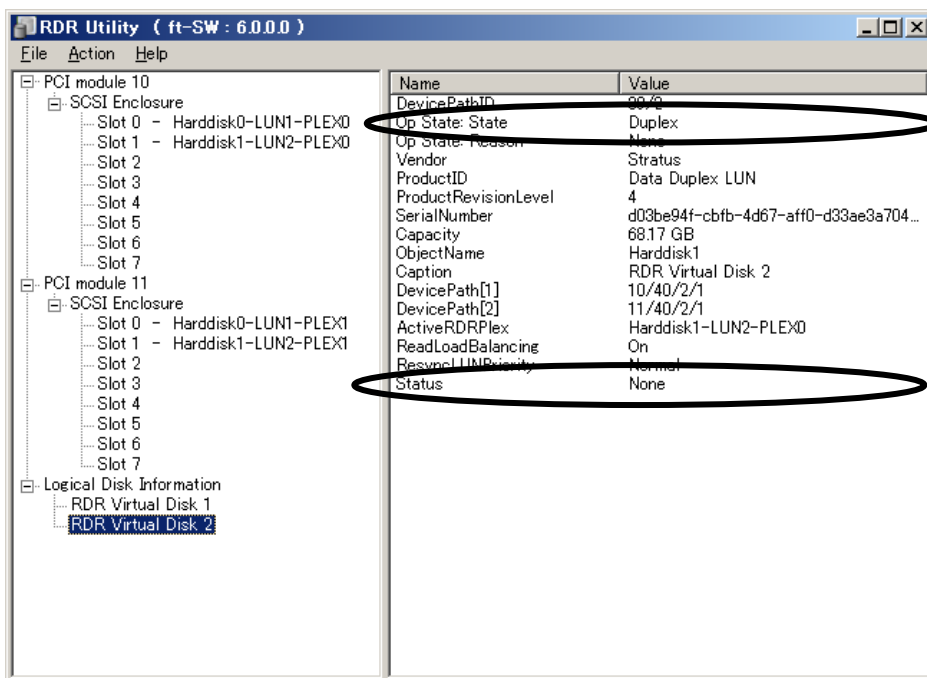 RDR Utility ( ft-SW : 6.0.0.0 )
File Action Help
PCI module 10
SCSI Enclosure
Slot 0 - Harddisk0-LUN1-PLEX0
Slot 1 - Harddisk1-LUN2-PLEX0
Slot 2
Slot 3
Slot 4
Slot 5
Slot 6
Slot 7
PCI module 11
SCSI Enclosure
Slot 0 - Harddisk0-LUN1-PLEX1
Slot 1 - Harddisk1-LUN2-PLEX1
Slot 2
Slot 3
Slot 4
Slot 5
Slot 6
Slot 7
Logical Disk Information
RDR Virtual Disk 1
RDR Virtual Disk 2
Name Value
DevicePathID
Op State: State Duplex
Op State: Reason None
Vendor Stratus
ProductID Data Duplex LUN
ProductRevisionLevel 4
SerialNumber d03be94f-cbfb-4d67-aff0-d33ae3a704...
Capacity 68.17 GB
ObjectName Harddisk1
Caption RDR Virtual Disk 2
DevicePath[1] 10/40/2/1
DevicePath[2] 11/40/2/1
ActiveRDRPlex Harddisk1-LUN2-PLEX0
ReadLoadBalancing On
ResyncLUNPriority Normal
Status None